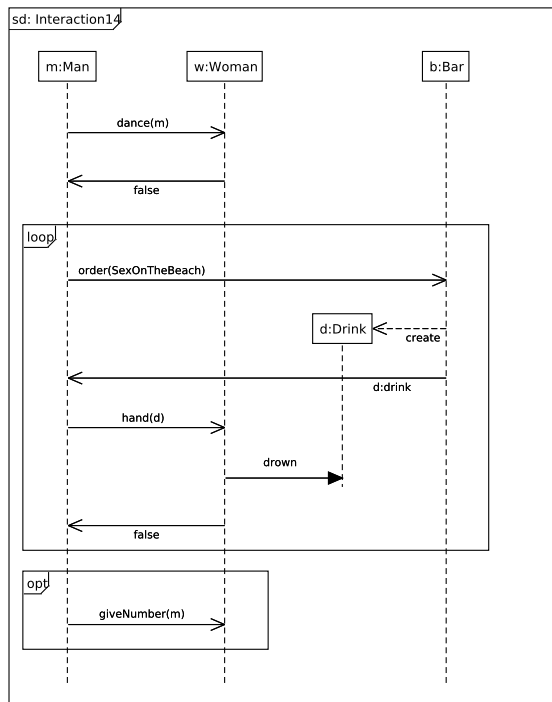 sd: Interaction14
m:Man
w:Woman
b:Bar
dance(m)
false
loop
order(SexOnTheBeach)
d:Drink
create
d:drink
hand(d)
drown
false
opt
giveNumber(m)